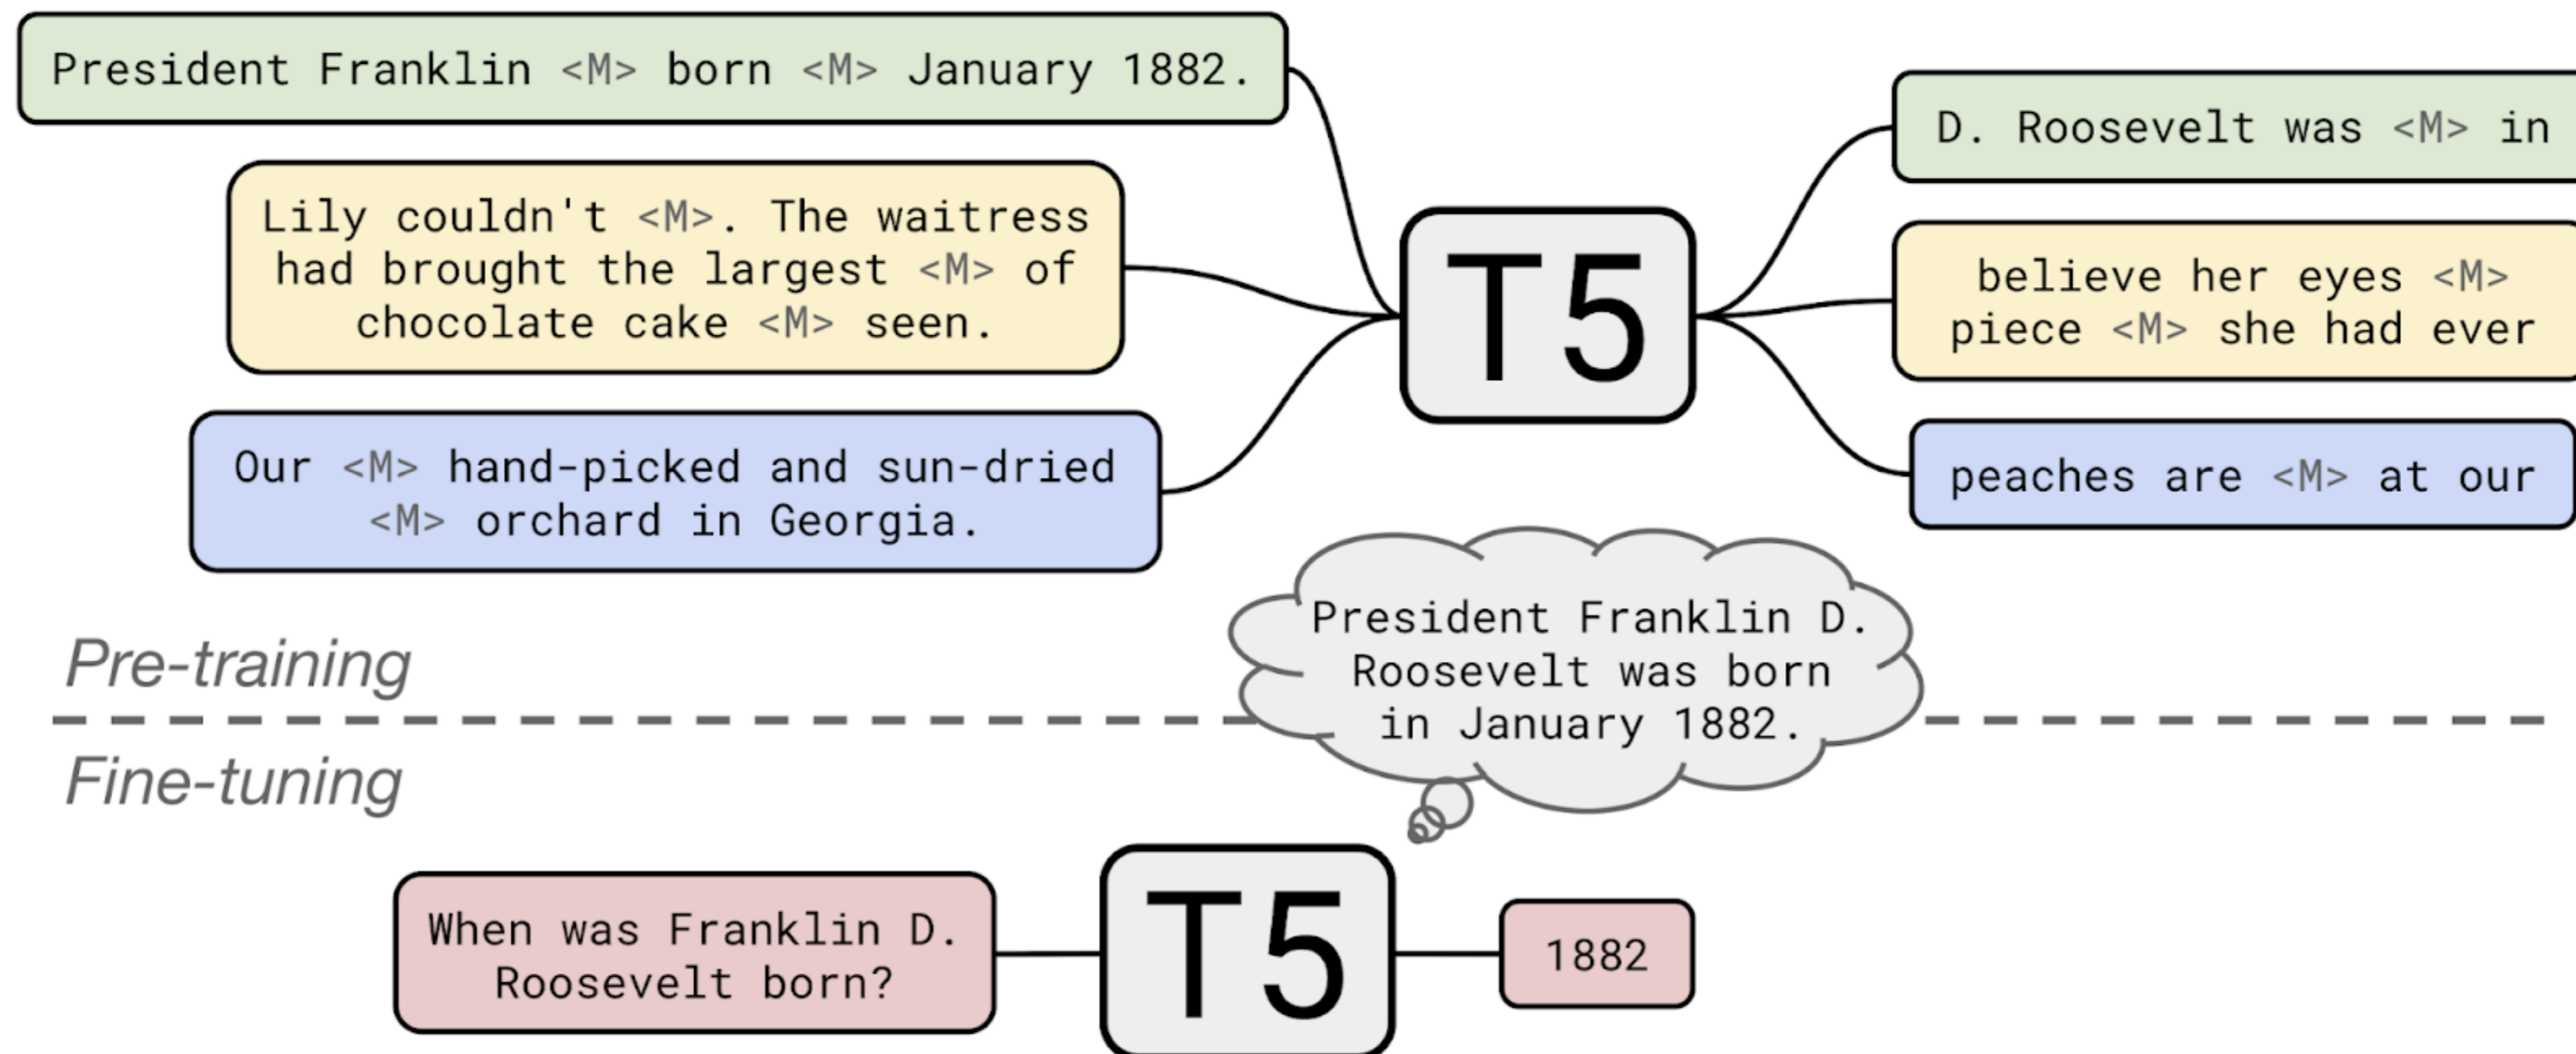 President Franklin <M> born <M> January 1882.
Lily couldn't <M>. The waitress
had brought the largest <M> of
chocolate cake <M> seen.
Our <M> hand-picked and sun-dried
<M> orchard in Georgia.
T5
D. Roosevelt was <M> in
believe her eyes <M>
piece <M> she had ever
peaches are <M> at our
President Franklin D.
Roosevelt was born
in January 1882.
Pre-training
Fine-tuning
When was Franklin D.
Roosevelt born?
T5
1882